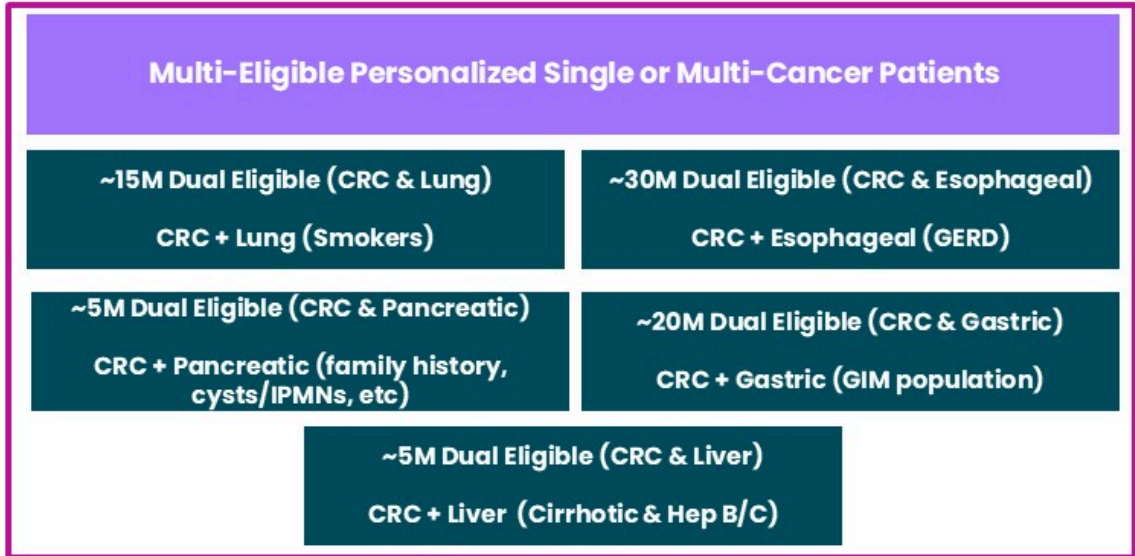 Multi-Eligible Personalized Single or Multi-Cancer Patients
~15M Dual Eligible (CRC & Lung)
CRC + Lung (Smokers)
~30M Dual Eligible (CRC & Esophageal)
CRC + Esophageal (GERD)
~5M Dual Eligible (CRC & Pancreatic)
CRC + Pancreatic (family history,
cysts/IPMNs, etc)
~20M Dual Eligible (CRC & Gastric)
CRC + Gastric (GIM population)
~5M Dual Eligible (CRC & Liver)
CRC + Liver (Cirrhotic & Hep B/C)